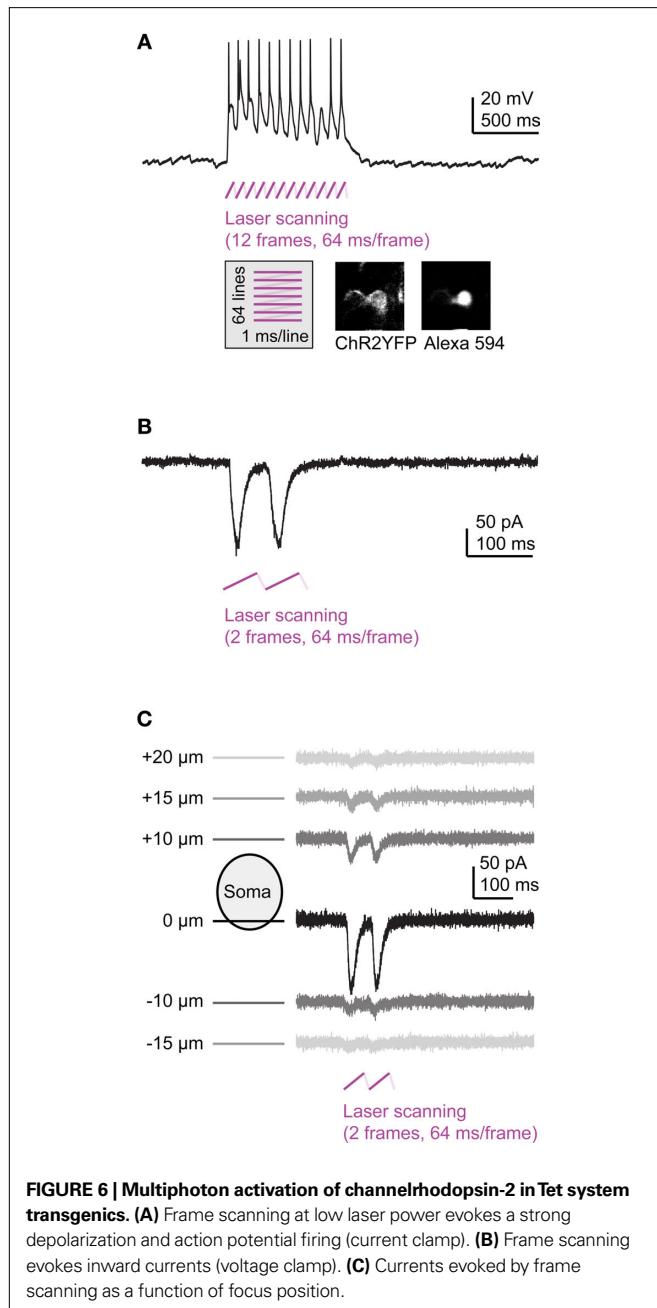 A
20 mV
500 ms
Laser scanning
(12 frames, 64 ms/frame)
64 lines
1 ms/line
ChR2YFP
Alexa 594
B
50 pA
100 ms
Laser scanning
(2 frames, 64 ms/frame)
C
+20 µm
+15 µm
+10 µm
50 pA
100 ms
Soma
0 µm
-10 µm
-15 µm
Laser scanning
(2 frames, 64 ms/frame)
FIGURE 6 | Multiphoton activation of channelrhodopsin-2 in Tet system
transgenics. (A) Frame scanning at low laser power evokes a strong
depolarization and action potential firing (current clamp). (B) Frame scanning
evokes inward currents (voltage clamp). (C) Currents evoked by frame
scanning as a function of focus position.